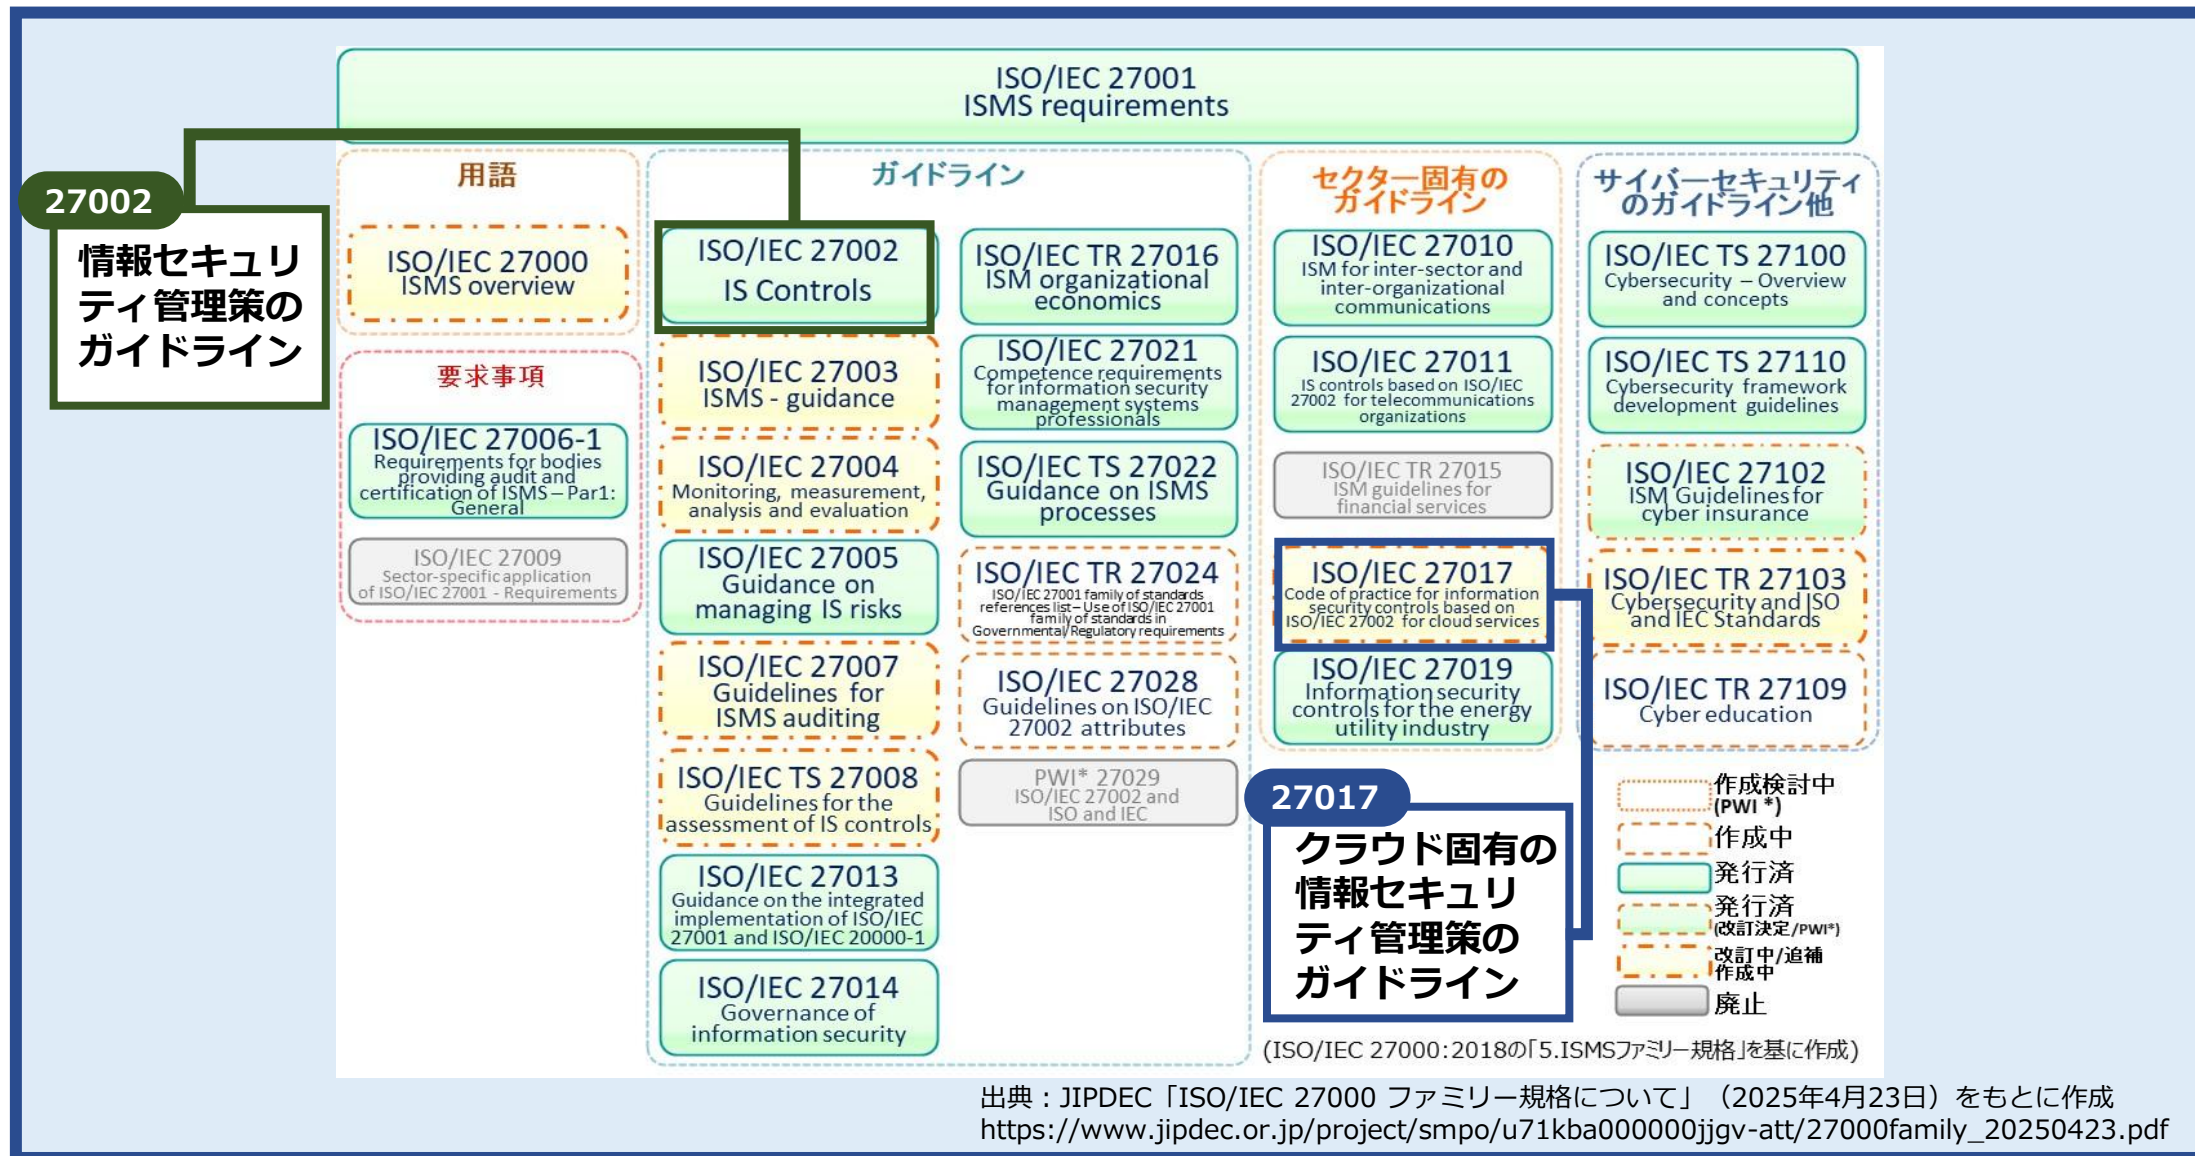 ISO/IEC 27001
ISMS requirements
27002
情報セキュリ
ティ管理策の
ガイドライン
用語
ISO/IEC 27000
ISMS overview
要求事項
ISO/IEC 27006-1
Requirements for bodies
providing audit and
certification of ISMS – Par1:
General
ISO/IEC 27009
Sector-specific application
of ISO/IEC 27001 - Requirements
ガイドライン
ISO/IEC 27002
IS Controls
ISO/IEC 27003
ISMS - guidance
ISO/IEC 27004
Monitoring, measurement,
analysis and evaluation
ISO/IEC 27005
Guidance on
managing IS risks
ISO/IEC 27007
Guidelines for
ISMS auditing
ISO/IEC TS 27008
Guidelines for the
assessment of IS controls
ISO/IEC 27013
Guidance on the integrated
implementation of ISO/IEC
27001 and ISO/IEC 20000-1
ISO/IEC 27014
Governance of
information security
ISO/IEC TR 27016
ISM organizational
economics
ISO/IEC 27021
Competence requirements
for information security
management systems
professionals
ISO/IEC TS 27022
Guidance on ISMS
processes
ISO/IEC TR 27024
ISO/IEC 27001 family of standards
references list – Use of ISO/IEC 27001
family of standards in
Governmental/Regulatory requirements
ISO/IEC 27028
Guidelines on ISO/IEC
27002 attributes
PWI* 27029
ISO/IEC 27002 and
ISO and IEC
セクター固有の
ガイドライン
ISO/IEC 27010
ISM for inter-sector and
inter-organizational
communications
ISO/IEC 27011
IS controls based on ISO/IEC
27002 for telecommunications
organizations
ISO/IEC TR 27015
ISM guidelines for
financial services
ISO/IEC 27017
Code of practice for information
security controls based on
ISO/IEC 27002 for cloud services
ISO/IEC 27019
Information security
controls for the energy
utility industry
27017
クラウド固有の
情報セキュリ
ティ管理策の
ガイドライン
サイバーセキュリティ
のガイドライン他
ISO/IEC TS 27100
Cybersecurity – Overview
and concepts
ISO/IEC TS 27110
Cybersecurity framework
development guidelines
ISO/IEC 27102
ISM Guidelines for
cyber insurance
ISO/IEC TR 27103
Cybersecurity and ISO
and IEC Standards
ISO/IEC TR 27109
Cyber education
作成検討中
(PWI *)
作成中
発行済
発行済
(改訂決定/PWI*)
改訂中/追補
作成中
廃止
(ISO/IEC 27000:2018の「5.ISMSファミリー規格」を基に作成)
出典：JIPDEC「ISO/IEC 27000 ファミリー規格について」（2025年4月23日）をもとに作成
https://www.jipdec.or.jp/project/smpo/u71kba000000jjgv-att/27000family_20250423.pdf